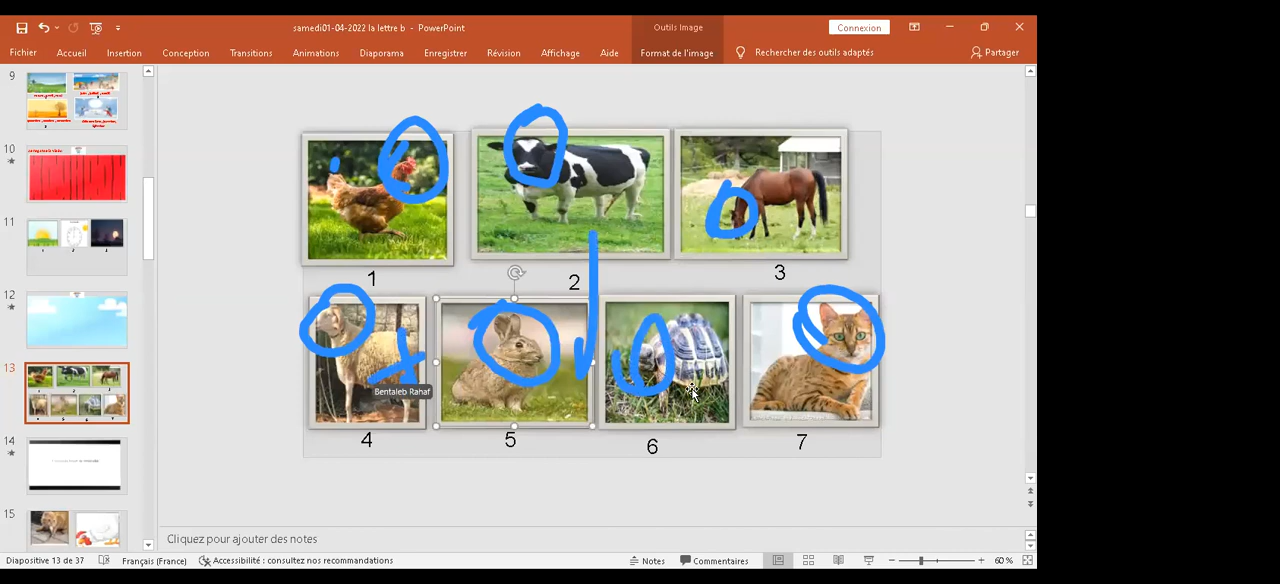 samedi01-04-2022 la lettre b - PowerPoint
Outils Image
Connexion
Fichier Accueil Insertion Conception Transitions Animations Diaporama Enregistrer Révision Affichage Aide Format de l'image Rechercher des outils adaptés Partager
9
10
11
12
13
14
15
1
2
3
Bentaleb Rahaf
4
5
6
7
Cliquez pour ajouter des notes
Diapositive 13 de 37 Français (France) Accessibilité : consultez nos recommandations Notes Commentaires 60 %